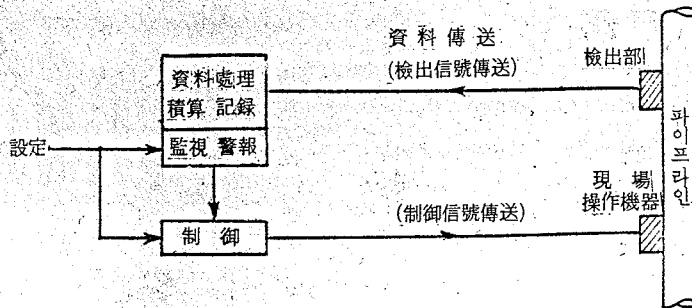 資料傳送
(檢出信號傳送)
檢出部
資料處理
積算 記録
設定
監視 警報
파이프라인
現場
操作機器
(制御信號傳送)
制御